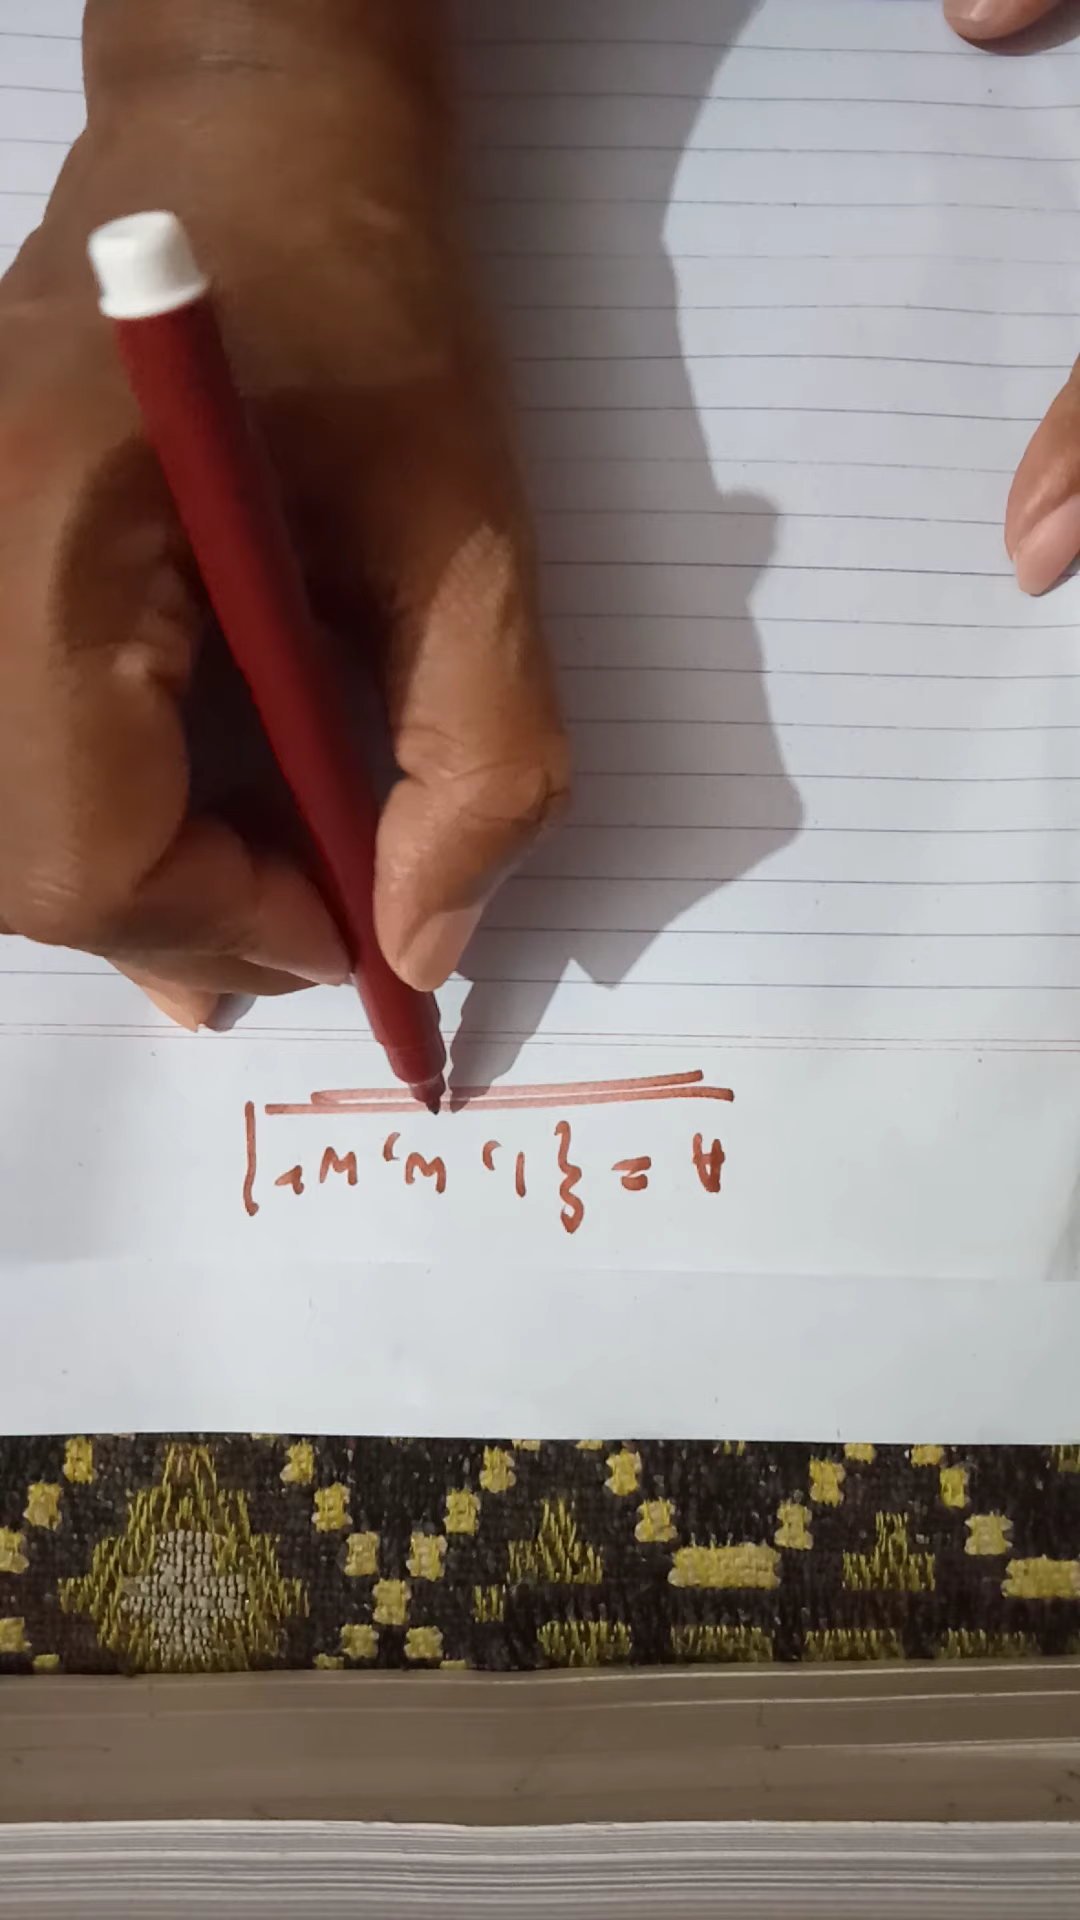 A = {1, ω, ω²}